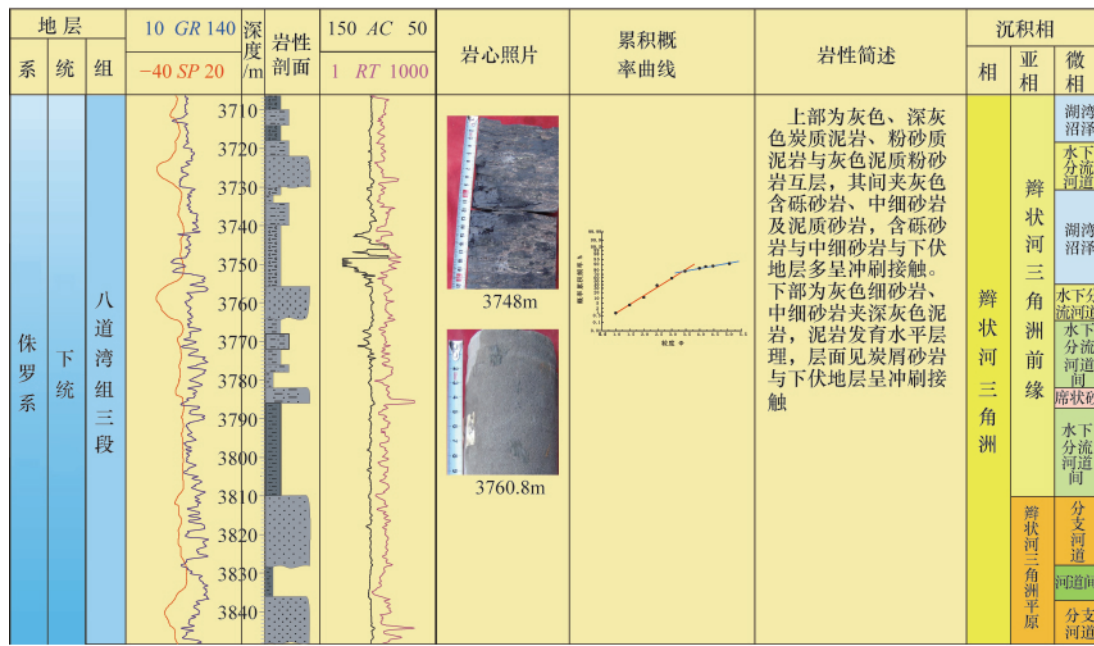 地层
系
统
组
10 GR 140
−40 SP 20
深度/m
岩性剖面
150 AC 50
1 RT 1000
岩心照片
累积概率曲线
岩性简述
沉积相
相
亚相
微相
侏罗系
下统
八道湾组三段
3710
3720
3730
3740
3750
3760
3770
3780
3790
3800
3810
3820
3830
3840
3748m
3760.8m
粒度 Φ
上部为灰色、深灰
色炭质泥岩、粉砂质
泥岩与灰色泥质粉砂
岩互层，其间夹灰色
含砾砂岩、中细砂岩
及泥质砂岩，含砾砂
岩与中细砂岩与下伏
地层多呈冲刷接触。
下部为灰色细砂岩、
中细砂岩夹深灰色泥
岩，泥岩发育水平层
理，层面见炭屑砂岩
与下伏地层呈冲刷接
触
辫状河三角洲
辫状河三角洲前缘
辫状河三角洲平原
湖湾
沼泽
水下
分流
河道
湖湾
沼泽
水下分
流河道
水下
分流
河道
间
席状砂
水下
分流
河道
间
分支河道
河道间
分支
河道